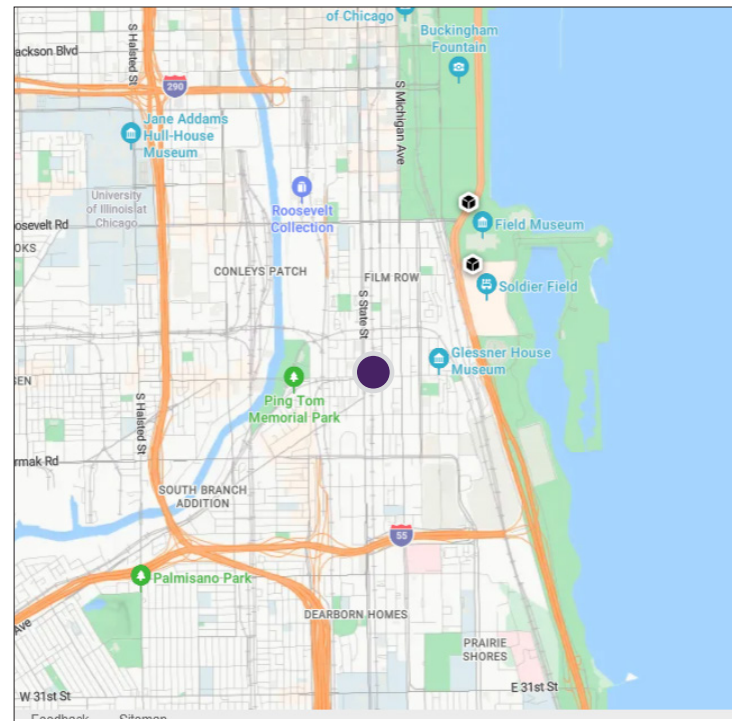 of Chicago
Buckingham
Fountain
ackson Blvd
S Halsted St
290
S Michigan Ave
Jane Addams
Hull-House
Museum
University
of Illinois at
Chicago
Roosevelt
Collection
oosevelt Rd
OKS
Field Museum
CONLEYS PATCH
FILM ROW
Soldier Field
S State St
Glessner House
Museum
SEN
Ping Tom
Memorial Park
S Halsted St
rmak Rd
SOUTH BRANCH
ADDITION
55
Palmisano Park
DEARBORN HOMES
Ave
PRAIRIE
SHORES
W 31st St
E 31st St
Feedback Sitemap